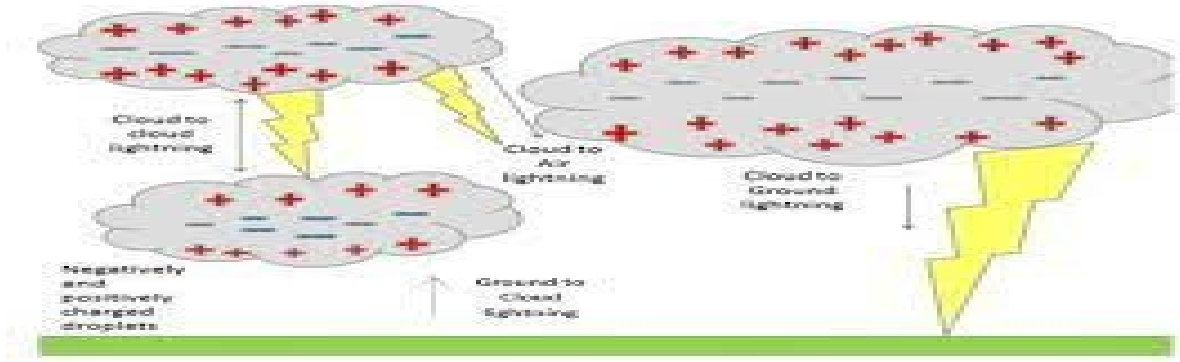 Cloud to
cloud
lightning
Cloud to
Air
lightning
Cloud to
Ground
lightning
Negatively
and
positively
charged
droplets
Ground to
Cloud
lightning